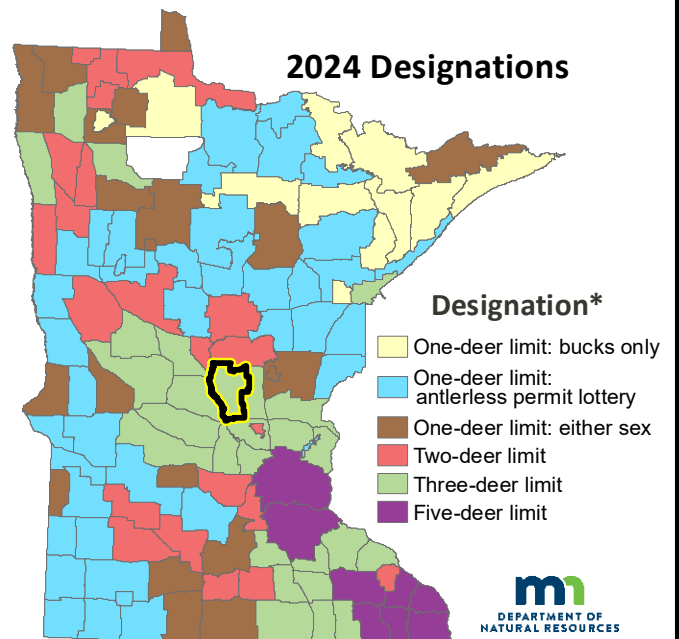 2024 Designations
Designation*
One-deer limit: bucks only
One-deer limit:
antlerless permit lottery
One-deer limit: either sex
Two-deer limit
Three-deer limit
Five-deer limit
mn
DEPARTMENT OF
NATURAL RESOURCES